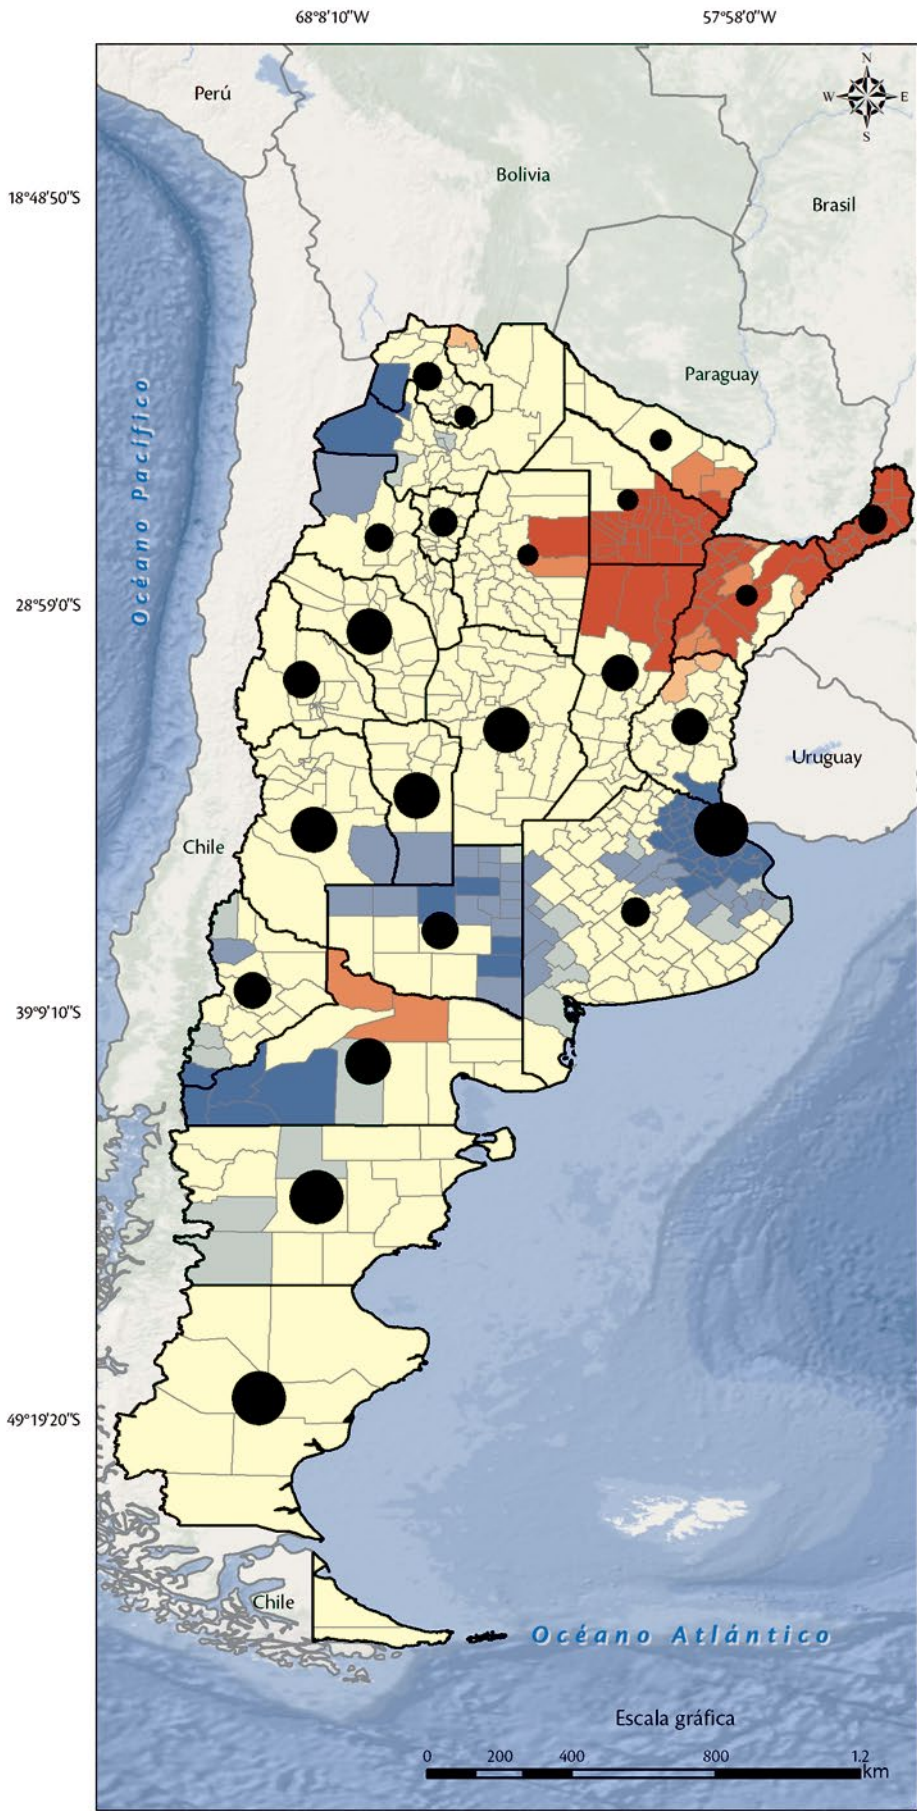 68°8'10"W
57°58'0"W
Perú
N
W
E
S
Bolivia
18°48'50"S
Brasil
Paraguay
Océano Pacífico
28°59'0"S
Uruguay
Chile
39°9'10"S
49°19'20"S
Chile
Océano Atlántico
Escala gráfica
0 200 400 800 1.2
km